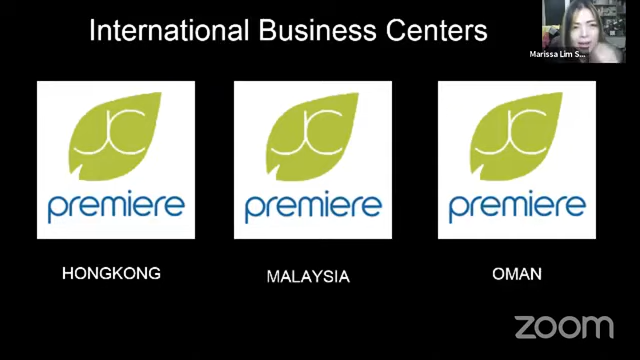 International Business Centers
Marissa Lim S...
JC
premiere
JC
premiere
JC
premiere
HONGKONG
MALAYSIA
OMAN
zoom